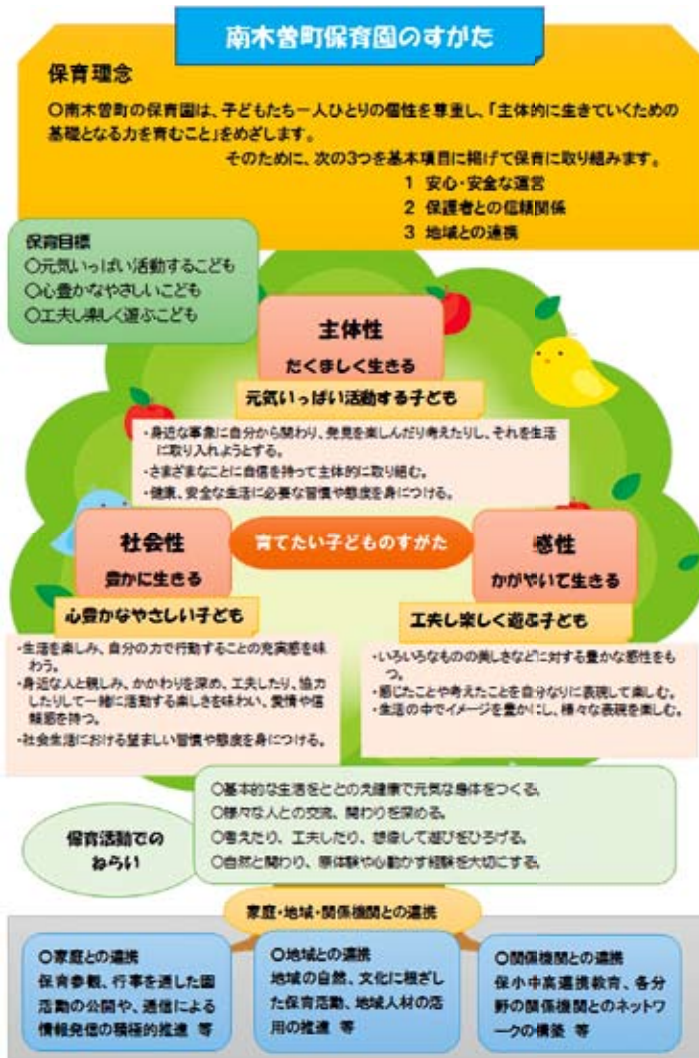 南木曽町保育園のすがた
保育理念
○南木曽町の保育園は、子どもたち一人ひとりの個性を尊重し、「主体的に生きていくための
基礎となる力を育むこと」をめざします。
そのために、次の3つを基本項目に掲げて保育に取り組みます。
1 安心・安全な運営
2 保護者との信頼関係
3 地域との連携
保育目標
○元気いっぱい活動するこども
○心豊かなやさしいこども
○工夫し楽しく遊ぶこども
主体性
たくましく生きる
元気いっぱい活動する子ども
・身近な事象に自分から関わり、発見を楽しんだり考えたりし、それを生活
に取り入れようとする。
・さまざまなことに自信を持って主体的に取り組む。
・健康、安全な生活に必要な習慣や態度を身につける。
社会性
豊かに生きる
育てたい子どものすがた
感性
かがやいて生きる
心豊かなやさしい子ども
・生活を楽しみ、自分の力で行動することの充実感を味
わう。
・身近な人と親しみ、かかわりを深め、工夫したり、協力
したりして一緒に活動する楽しさを味わい、愛情や信
頼感を持つ。
・社会生活における望ましい習慣や態度を身につける。
工夫し楽しく遊ぶ子ども
・いろいろなものの美しさなどに対する豊かな感性をも
つ。
・感じたことや考えたことを自分なりに表現して楽しむ。
・生活の中でイメージを豊かにし、様々な表現を楽しむ。
保育活動での
ねらい
○基本的な生活をととのえ健康で元気な身体をつくる。
○様々な人との交流、関わりを深める。
○考えたり、工夫したり、想像して遊びをひろげる。
○自然と関わり、原体験や心動かす経験を大切にする。
家庭・地域・関係機関との連携
○家庭との連携
保育参観、行事を通した園
活動の公開や、通信による
情報発信の積極的推進 等
○地域との連携
地域の自然、文化に根ざし
た保育活動、地域人材の活
用の推進 等
○関係機関との連携
保小中高連携教育、各分
野の関係機関とのネットワ
ークの構築 等